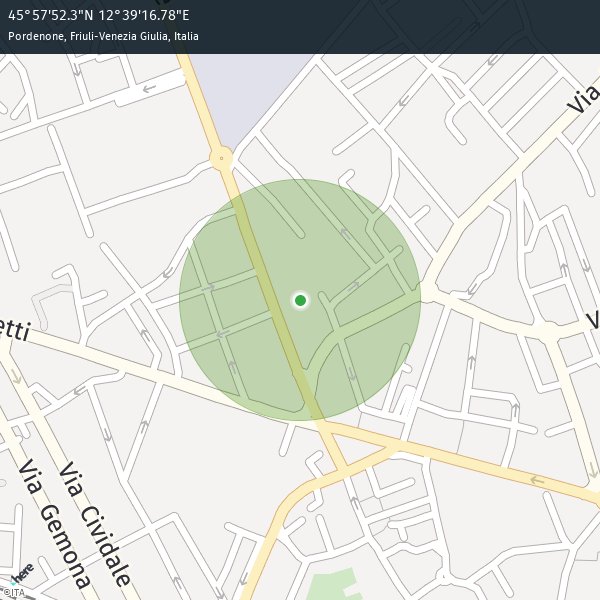 45°57'52.3"N 12°39'16.78"E
Pordenone, Friuli-Venezia Giulia, Italia
Via
etti
V
Via Gemona
Via Cividale
here
©ITA